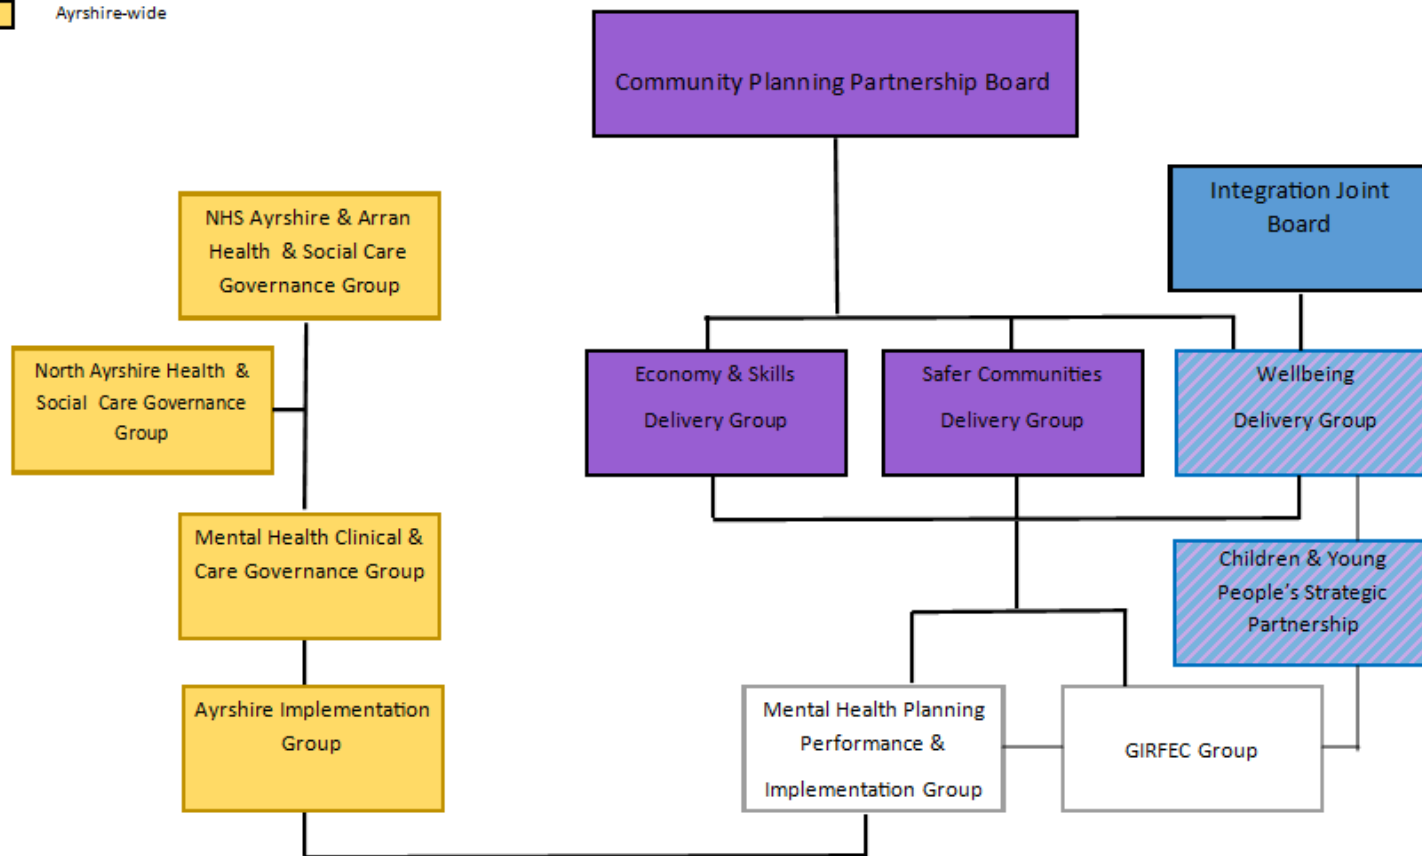 Ayrshire-wide
Community Planning Partnership Board
Integration Joint
Board
NHS Ayrshire & Arran
Health & Social Care
Governance Group
North Ayrshire Health &
Social Care Governance
Group
Economy & Skills
Delivery Group
Safer Communities
Delivery Group
Wellbeing
Delivery Group
Mental Health Clinical &
Care Governance Group
Children & Young
People’s Strategic
Partnership
Ayrshire Implementation
Group
Mental Health Planning
Performance &
Implementation Group
GIRFEC Group